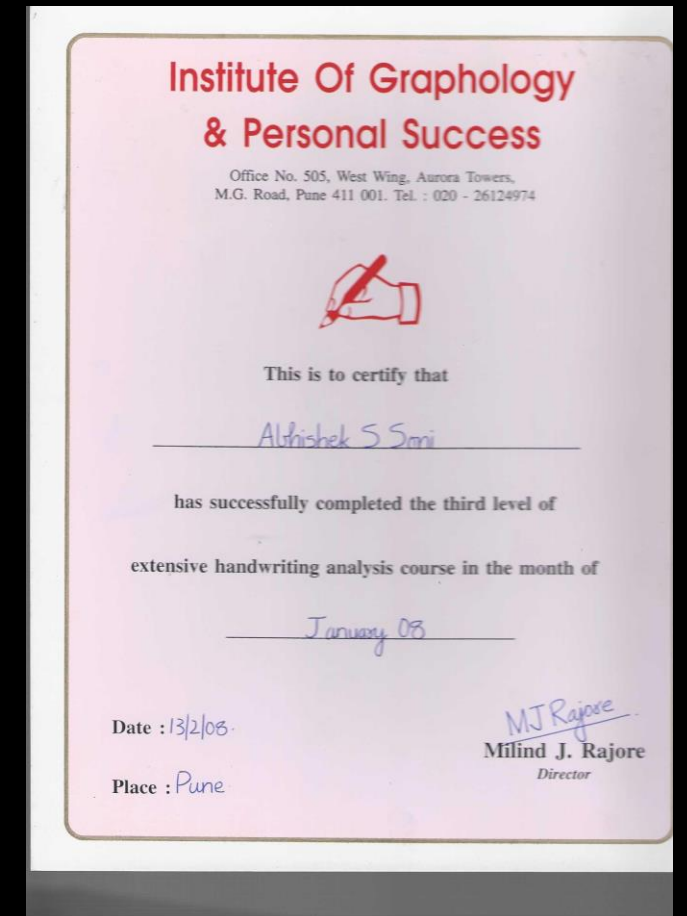 Institute Of Graphology
& Personal Success
Office No. 505, West Wing, Aurora Towers,
M.G. Road, Pune 411 001. Tel. : 020 - 26124974
This is to certify that
Abhishek S Soni
has successfully completed the third level of
extensive handwriting analysis course in the month of
January 08
MJ Rajore
Date : 13/2/08.
Milind J. Rajore
Director
Place : Pune